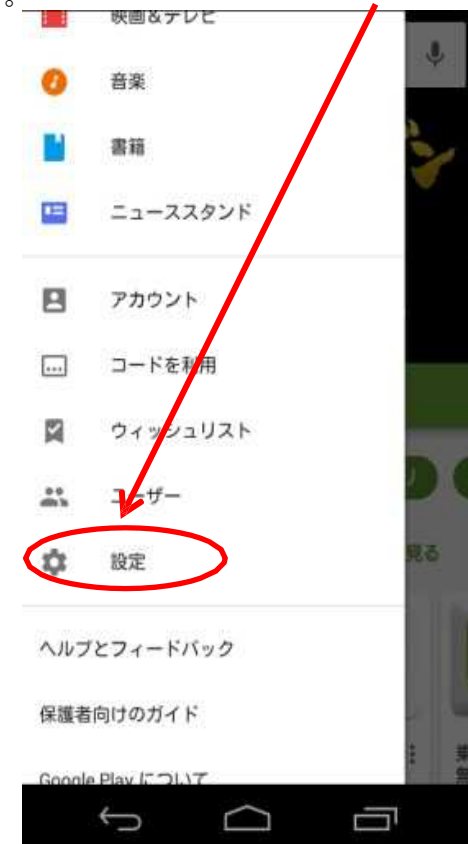 。
映画&テレビ
音楽
書籍
ニューススタンド
アカウント
コードを利用
ウィッシュリスト
ユーザー
設定
見る
ヘルプとフィードバック
保護者向けのガイド
Google Play について